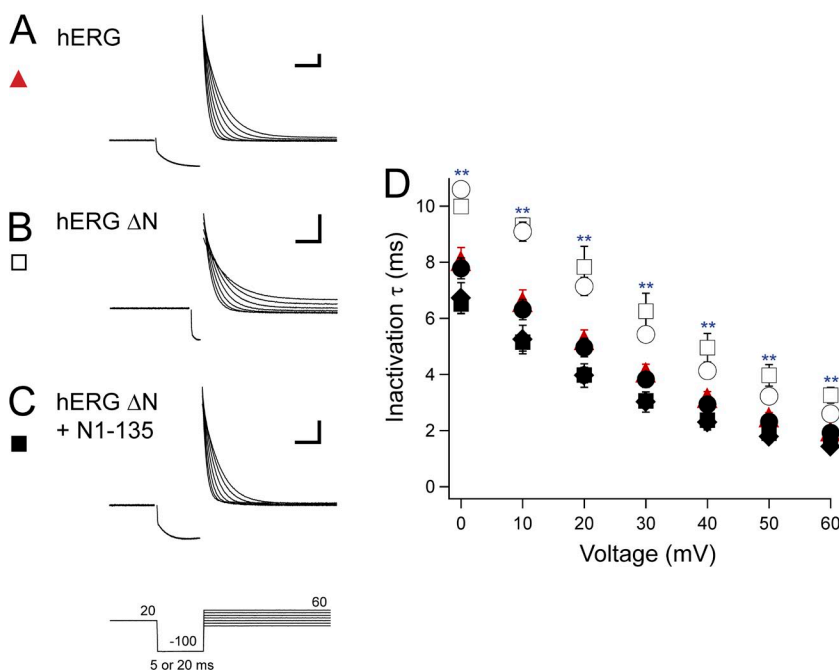 A
hERG
B
hERG ΔN
C
hERG ΔN
+ N1-135
20
60
-100
5 or 20 ms
D
**
**
**
**
**
**
**
10
8
6
4
2
0
Inactivation τ (ms)
0 10 20 30 40 50 60
Voltage (mV)